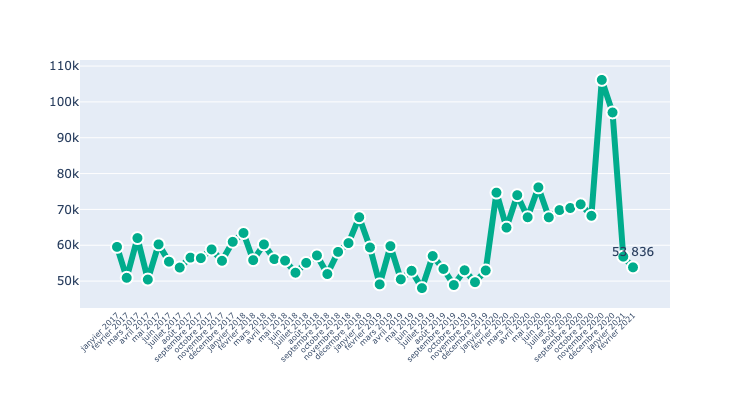 110k
100k
90k
80k
70k
60k
50k
53 836
janvier 2017
février 2017
mars 2017
avril 2017
mai 2017
juin 2017
juillet 2017
août 2017
septembre 2017
octobre 2017
novembre 2017
décembre 2017
janvier 2018
février 2018
mars 2018
avril 2018
mai 2018
juin 2018
juillet 2018
août 2018
septembre 2018
octobre 2018
novembre 2018
décembre 2018
janvier 2019
février 2019
mars 2019
avril 2019
mai 2019
juin 2019
juillet 2019
août 2019
septembre 2019
octobre 2019
novembre 2019
décembre 2019
janvier 2020
février 2020
mars 2020
avril 2020
mai 2020
juin 2020
juillet 2020
août 2020
septembre 2020
octobre 2020
novembre 2020
décembre 2020
janvier 2021
février 2021